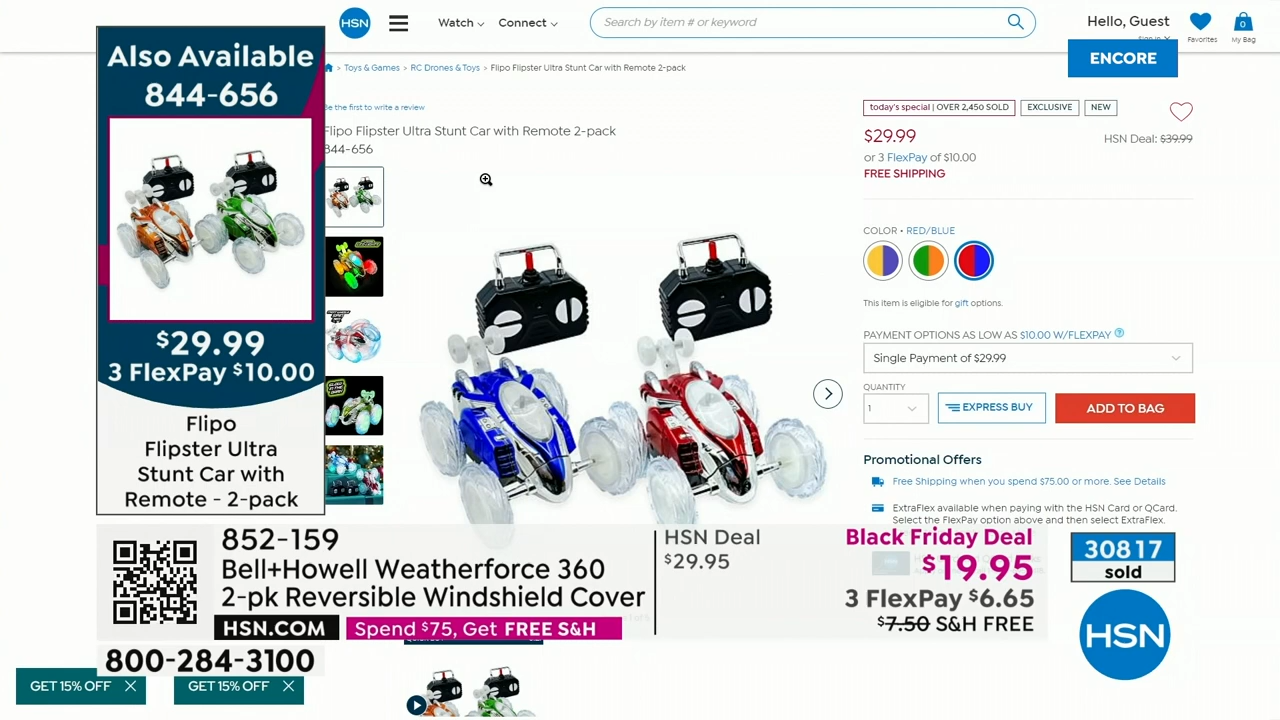 Also Available
844-656
$29.99
3 FlexPay $10.00
Flipo
Flipster Ultra
Stunt Car with
Remote - 2-pack
HSN
Watch
Connect
Search by item # or keyword
Hello, Guest
Sign In
Favorites
0
My Bag
ENCORE
> Toys & Games > RC Drones & Toys > Flipo Flipster Ultra Stunt Car with Remote 2-pack
Be the first to write a review
Flipo Flipster Ultra Stunt Car with Remote 2-pack
844-656
today's special | OVER 2,450 SOLD
EXCLUSIVE
NEW
$29.99
HSN Deal: $39.99
or 3 FlexPay of $10.00
FREE SHIPPING
COLOR • RED/BLUE
This item is eligible for gift options.
PAYMENT OPTIONS AS LOW AS $10.00 W/FLEXPAY
Single Payment of $29.99
QUANTITY
1
EXPRESS BUY
ADD TO BAG
Promotional Offers
Free Shipping when you spend $75.00 or more. See Details
ExtraFlex available when paying with the HSN Card or QCard.
Select the FlexPay option above and then select ExtraFlex.
852-159
Bell+Howell Weatherforce 360
2-pk Reversible Windshield Cover
HSN.COM
Spend $75, Get FREE S&H
800-284-3100
HSN Deal
$29.95
Black Friday Deal
$19.95
3 FlexPay $6.65
$7.50 S&H FREE
30817
sold
HSN
GET 15% OFF
GET 15% OFF